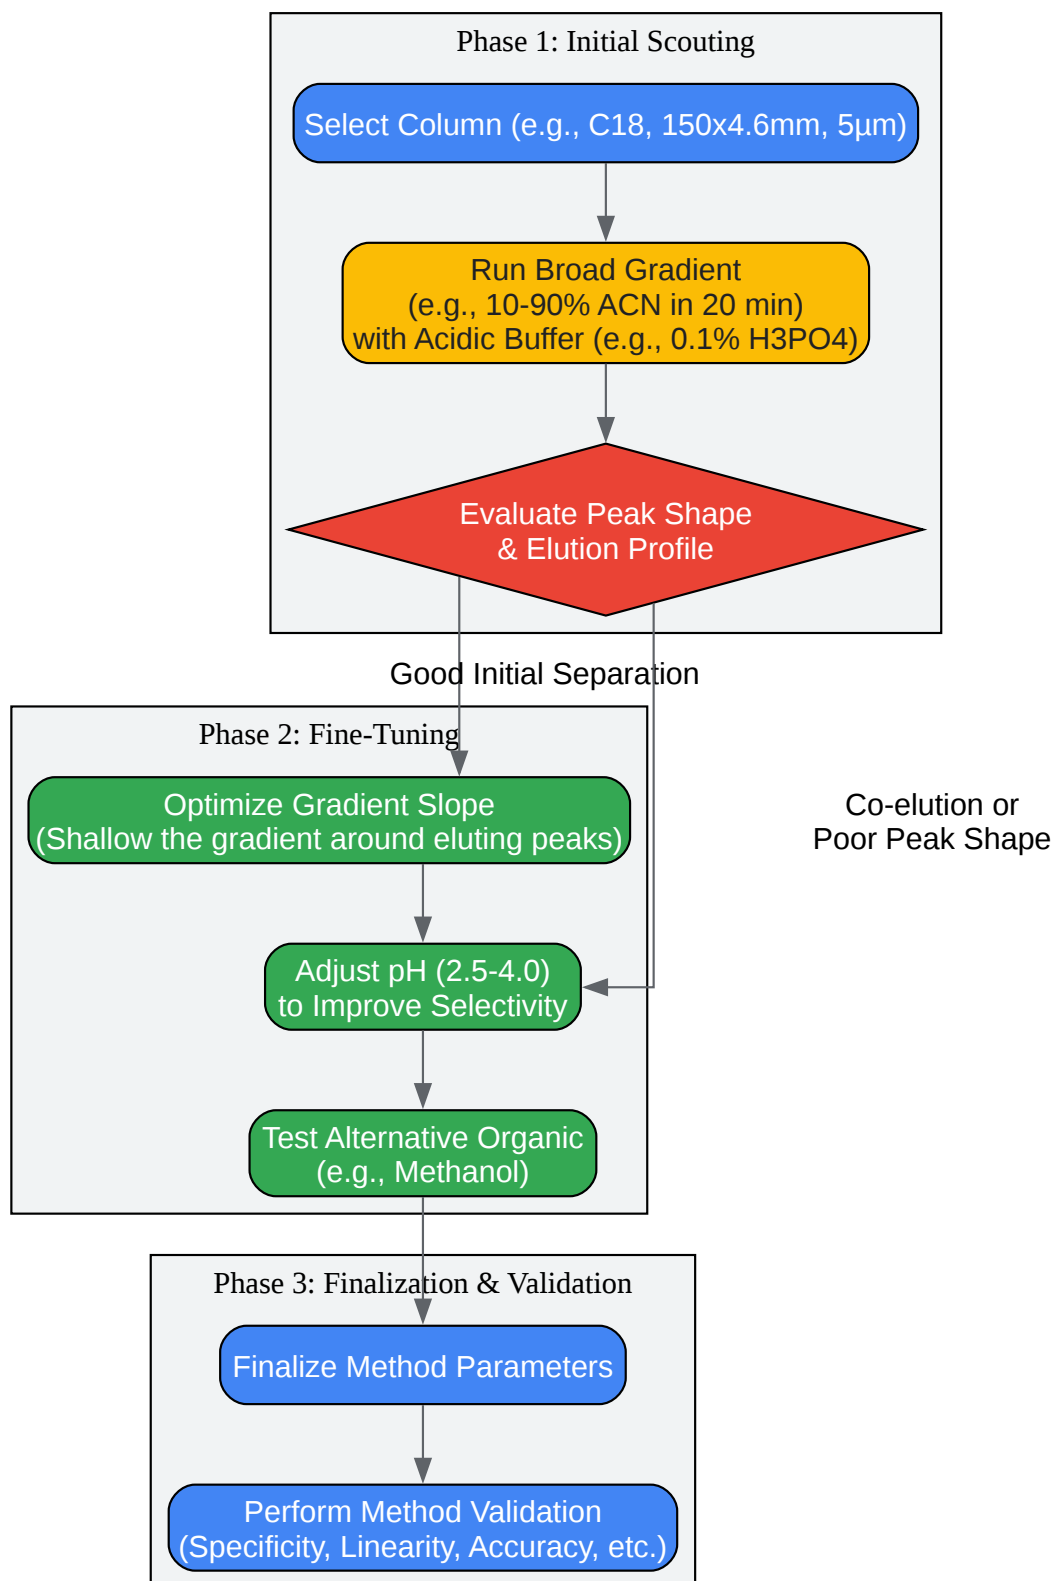 Phase 1: Initial Scouting
Select Column (e.g., C18, 150x4.6mm, 5µm)
Run Broad Gradient
(e.g., 10-90% ACN in 20 min)
with Acidic Buffer (e.g., 0.1% H3PO4)
Evaluate Peak Shape
& Elution Profile
Good Initial Separation
Phase 2: Fine-Tuning
Optimize Gradient Slope
(Shallow the gradient around eluting peaks)
Co-elution or
Poor Peak Shape
Adjust pH (2.5-4.0)
to Improve Selectivity
Test Alternative Organic
(e.g., Methanol)
Phase 3: Finalization & Validation
Finalize Method Parameters
Perform Method Validation
(Specificity, Linearity, Accuracy, etc.)